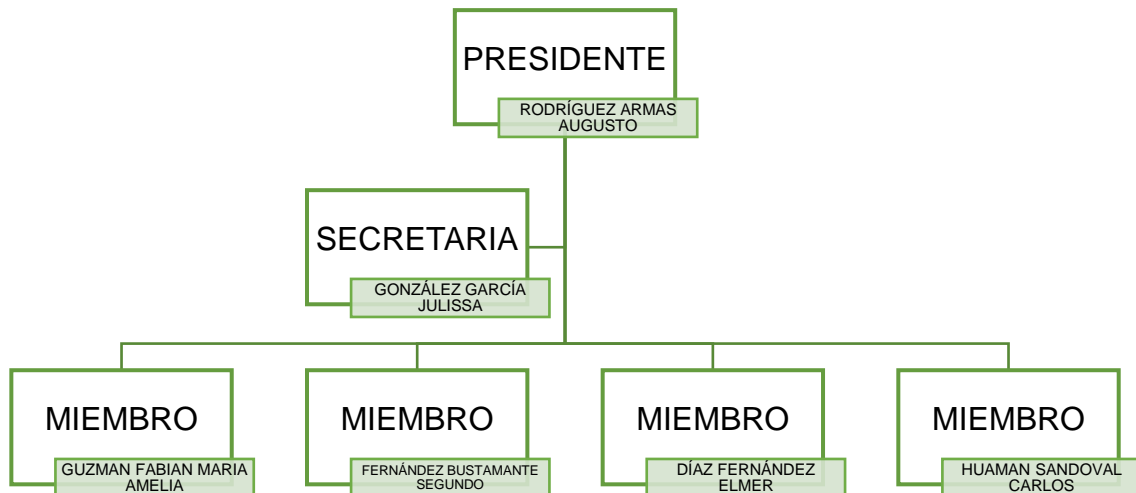 PRESIDENTE
RODRÍGUEZ ARMAS
AUGUSTO
SECRETARIA
GONZÁLEZ GARCÍA
JULISSA
MIEMBRO
GUZMAN FABIAN MARIA
AMELIA
MIEMBRO
FERNÁNDEZ BUSTAMANTE
SEGUNDO
MIEMBRO
DÍAZ FERNÁNDEZ
ELMER
MIEMBRO
HUAMAN SANDOVAL
CARLOS